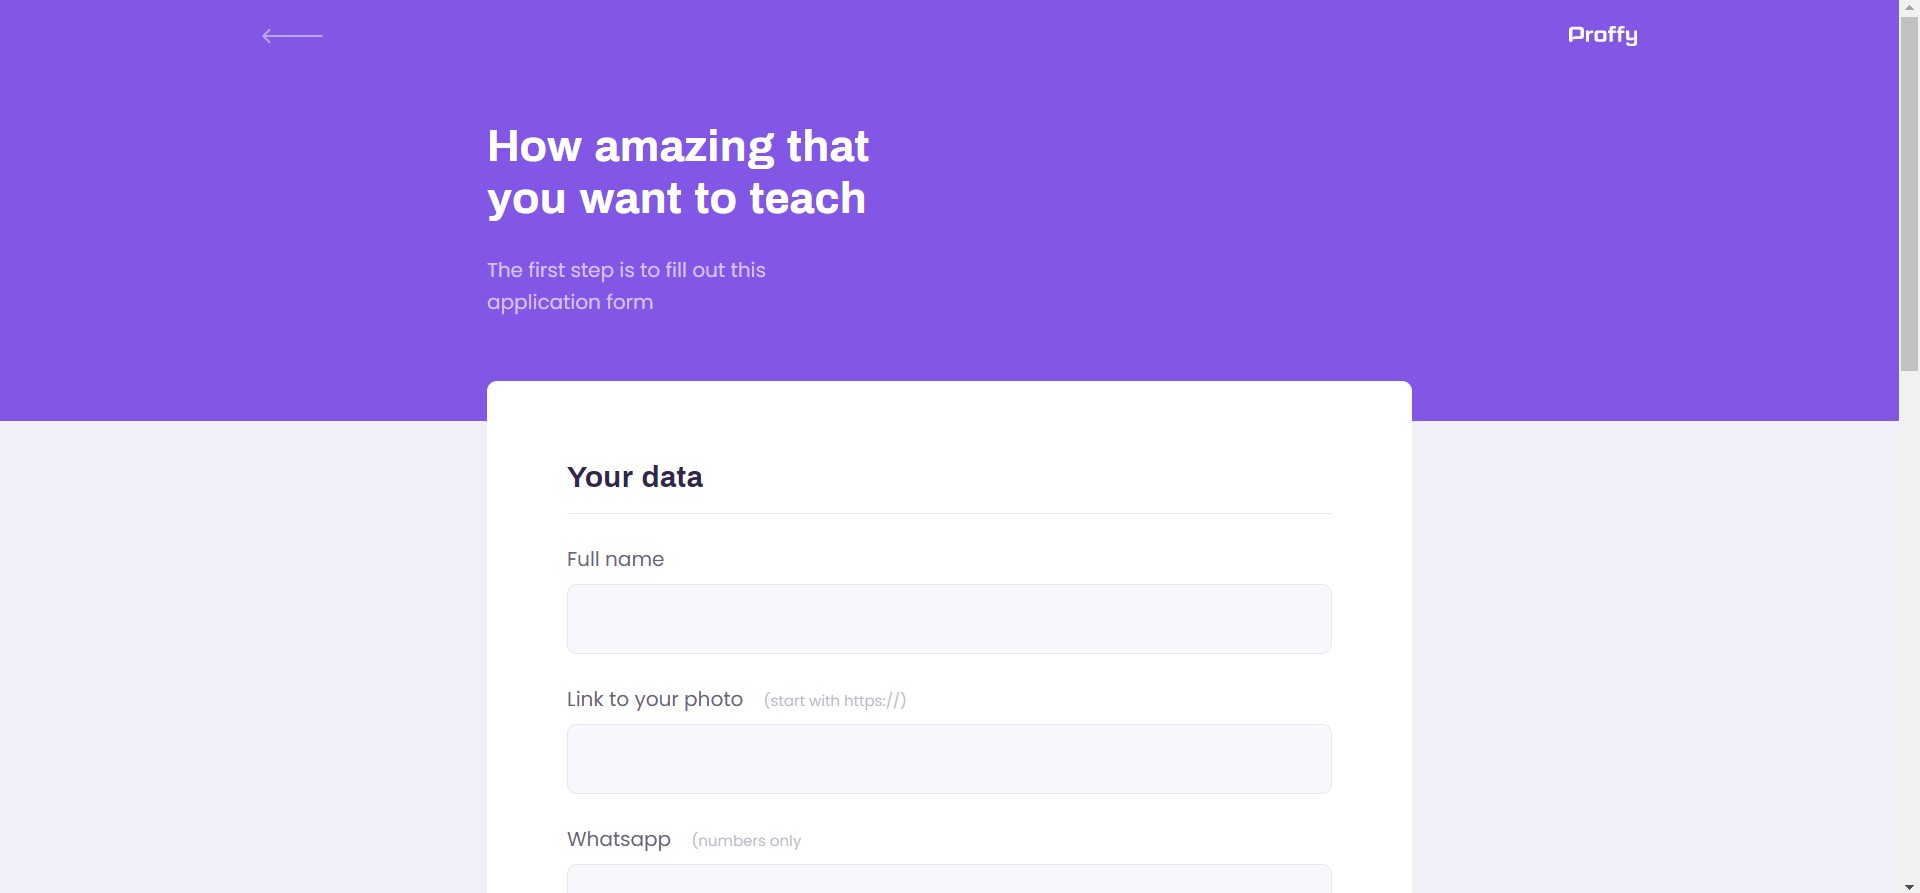 Proffy
How amazing that
you want to teach
The first step is to fill out this
application form
Your data
Full name
Link to your photo (start with https://)
Whatsapp (numbers only